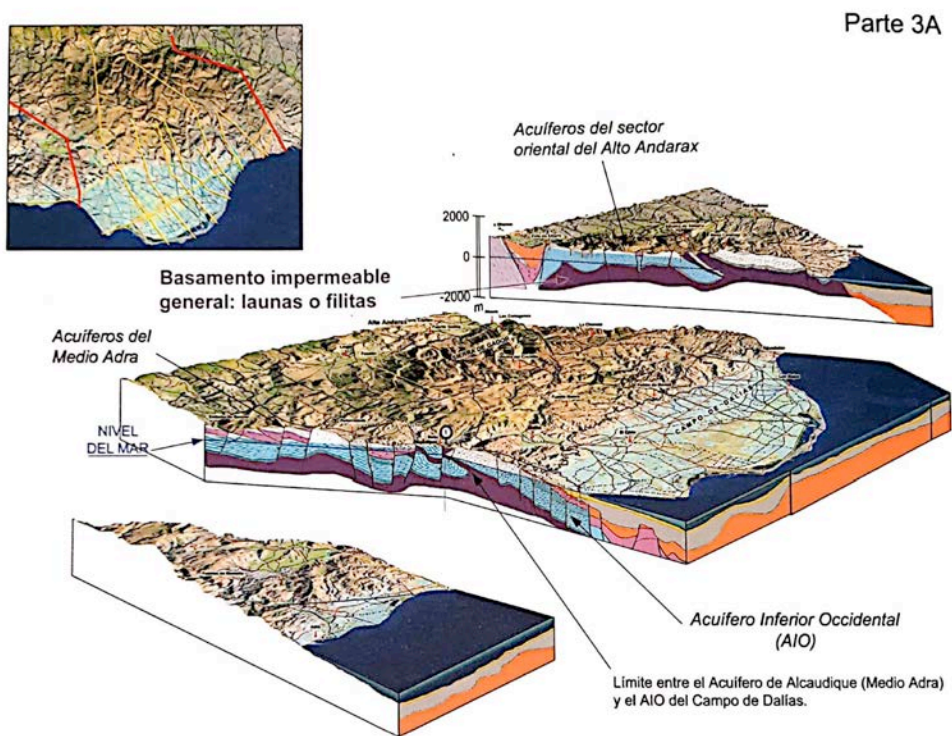 Parte 3A
Acuíferos del sector
oriental del Alto Andarax
2000
0
-2000
m
Basamento impermeable
general: launas o filitas
Acuíferos del
Medio Adra
NIVEL
DEL MAR
CAMPO DE DALÍAS
1
Acuífero Inferior Occidental
(AIO)
Límite entre el Acuífero de Alcaudique (Medio Adra)
y el AIO del Campo de Dalías.